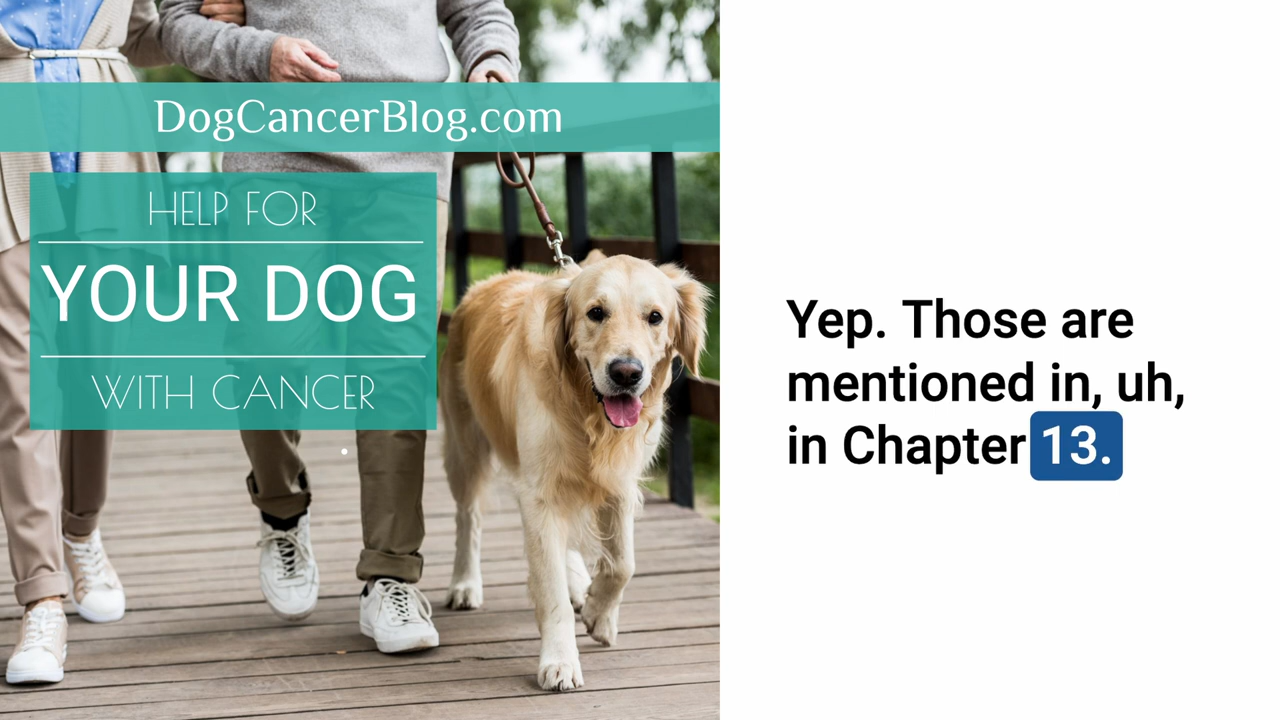 DogCancerBlog.com
HELP FOR
YOUR DOG
WITH CANCER
Yep. Those are
mentioned in, uh,
in Chapter 13.